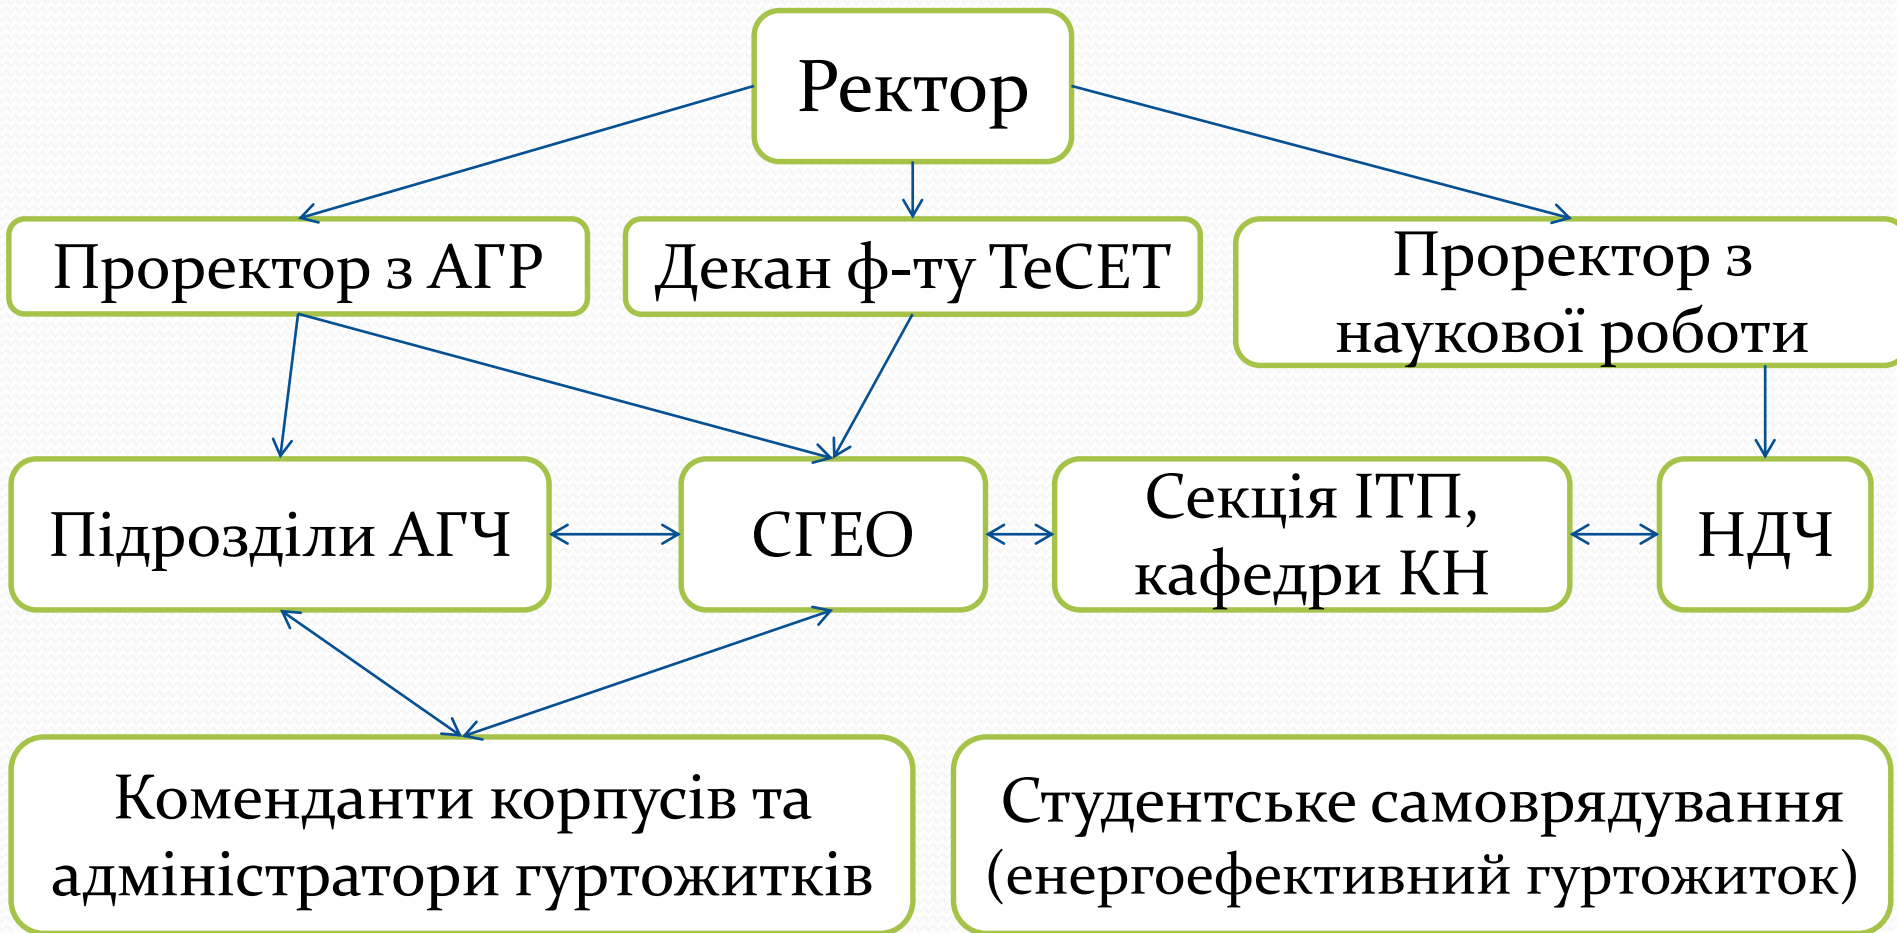 Ректор
Проректор з АГР
Декан ф-ту ТеСЕТ
Проректор з
наукової роботи
Підрозділи АГЧ
СГЕО
Секція ІТП,
кафедри КН
НДЧ
Коменданти корпусів та
адміністратори гуртожитків
Студентське самоврядування
(енергоефективний гуртожиток)